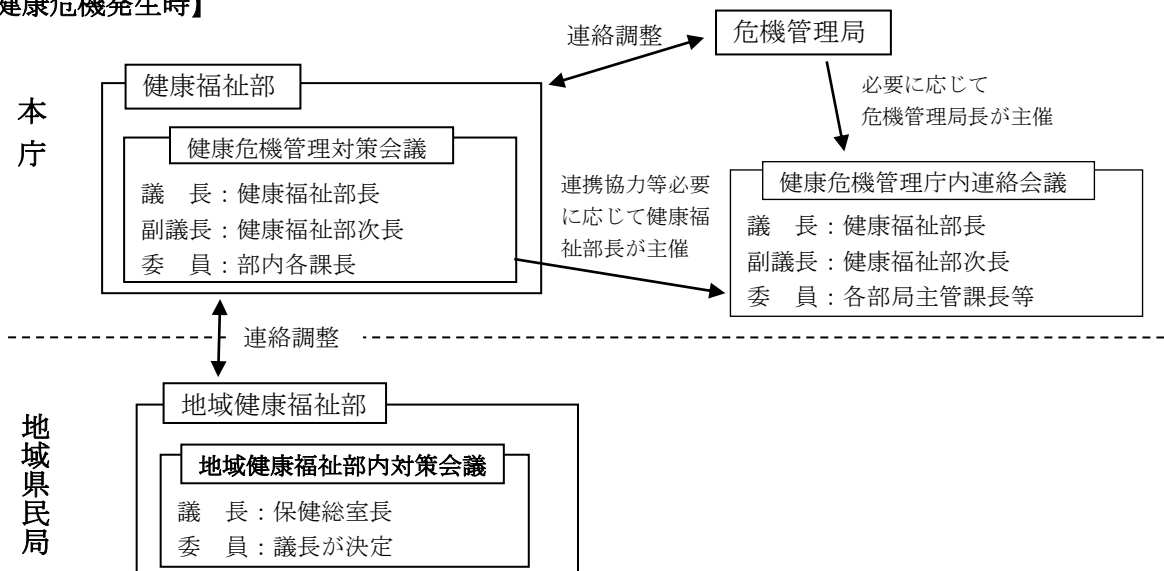 健康危機発生時】
連絡調整
危機管理局
本庁
健康福祉部
必要に応じて
危機管理局長が主催
健康危機管理対策会議
議　長：健康福祉部長
副議長：健康福祉部次長
委　員：部内各課長
連携協力等必要
に応じて健康福
祉部長が主催
健康危機管理庁内連絡会議
議　長：健康福祉部長
副議長：健康福祉部次長
委　員：各部局主管課長等
連絡調整
地域県民局
地域健康福祉部
地域健康福祉部内対策会議
議　長：保健総室長
委　員：議長が決定